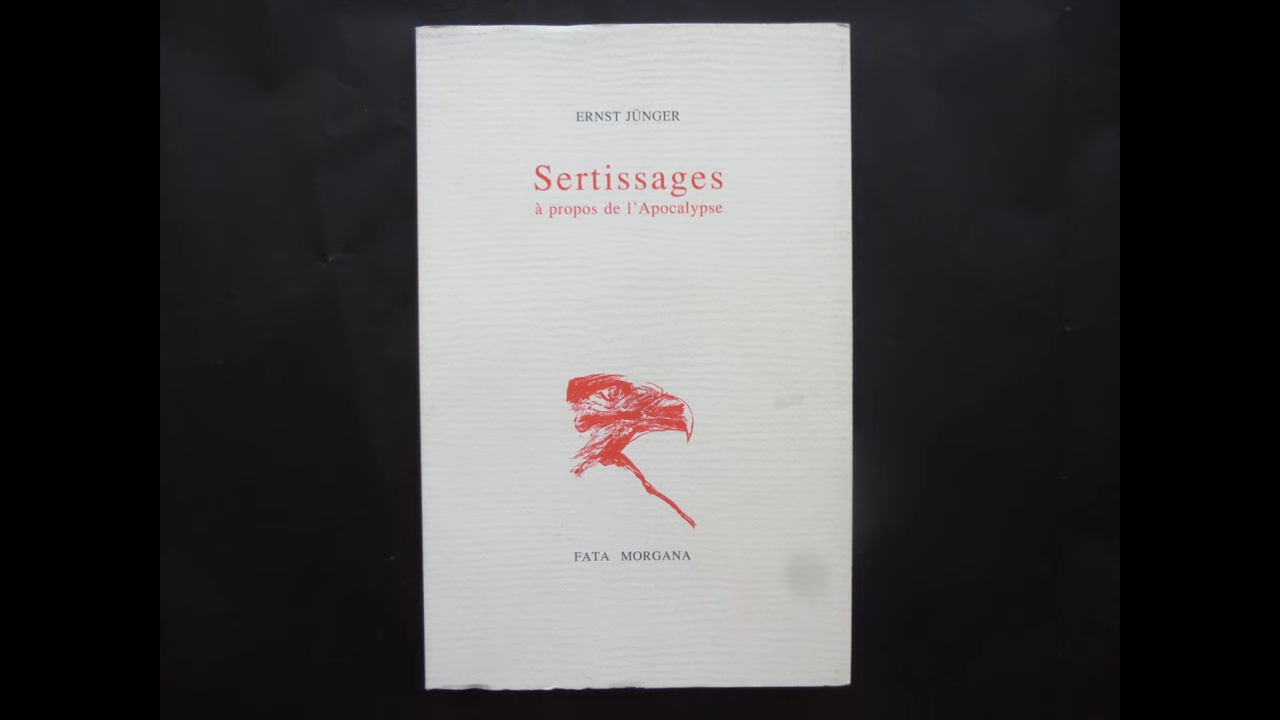 ERNST JÜNGER
Sertissages
à propos de l'Apocalypse
FATA MORGANA